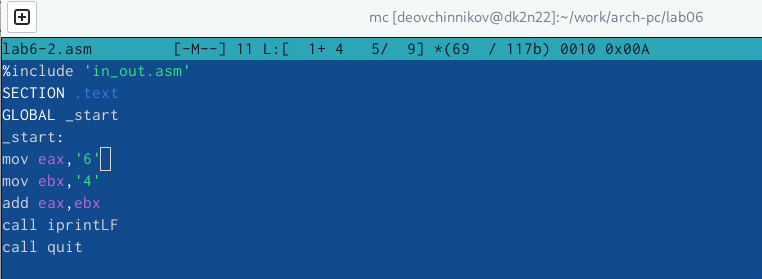 mc [deovchinnikov@dk2n22]:~/work/arch-pc/lab06
lab6-2.asm [-M--] 11 L:[ 1+ 4 5/ 9] *(69 / 117b) 0010 0x00A
%include 'in_out.asm'
SECTION .text
GLOBAL _start
_start:
mov eax,'6'
mov ebx,'4'
add eax,ebx
call iprintLF
call quit